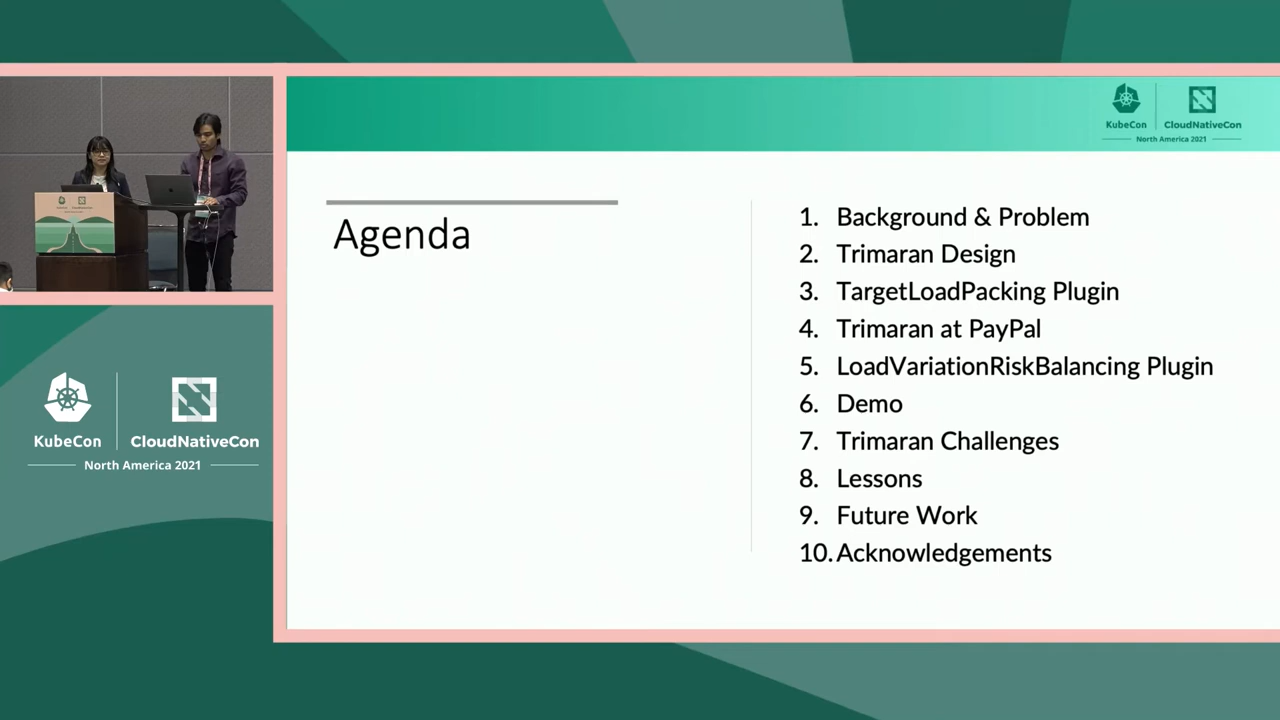 KubeCon
CloudNativeCon
North America 2021
Agenda
1. Background & Problem
2. Trimaran Design
3. TargetLoadPacking Plugin
4. Trimaran at PayPal
5. LoadVariationRiskBalancing Plugin
6. Demo
7. Trimaran Challenges
8. Lessons
9. Future Work
10. Acknowledgements
KubeCon
CloudNativeCon
North America 2021